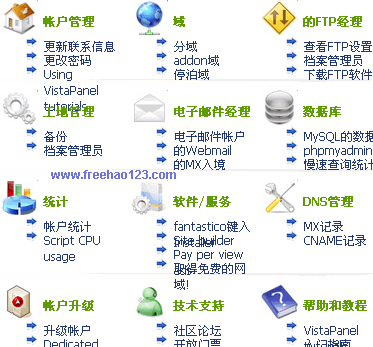 帐户管理
更新联系信息
更改密码
Using
VistaPanel
tutorials
域
分域
addon域
停泊域
的FTP经理
查看FTP设置
档案管理员
下载FTP软件
土地管理
备份
档案管理员
电子邮件经理
电子邮件帐户
的Webmail
的MX入境
数据库
MySQL的数据
phpmyadmin
慢速查询统计
www.freehao123.com
统计
帐户统计
Script CPU
usage
软件/服务
fantastico键入
Installer
Site builder
Pay per view
取得免费的网
域!
DNS管理
MX记录
CNAME记录
帐户升级
升级帐户
Dedicated
技术支持
社区论坛
开放门票
帮助和教程
VistaPanel